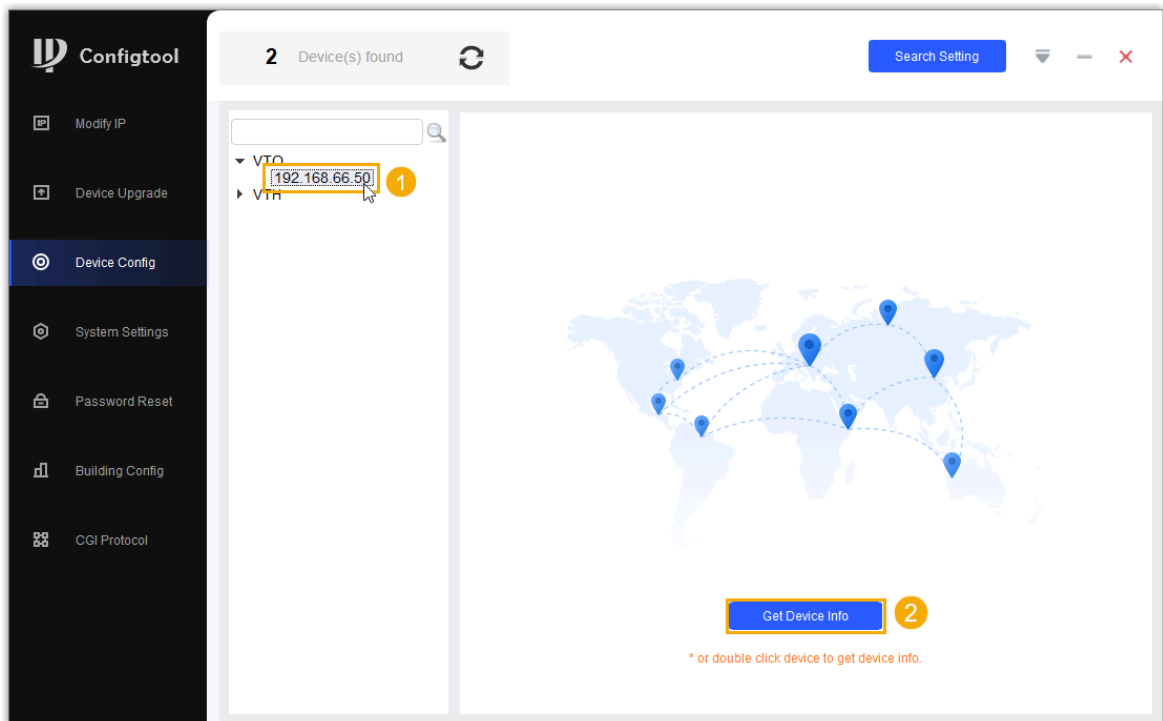 Configtool
2 Device(s) found
Search Setting
IP Modify IP
Device Upgrade
Device Config
System Settings
Password Reset
Building Config
CGI Protocol
VTO
192.168.66.50
1
VTH
Get Device Info
2
* or double click device to get device info.